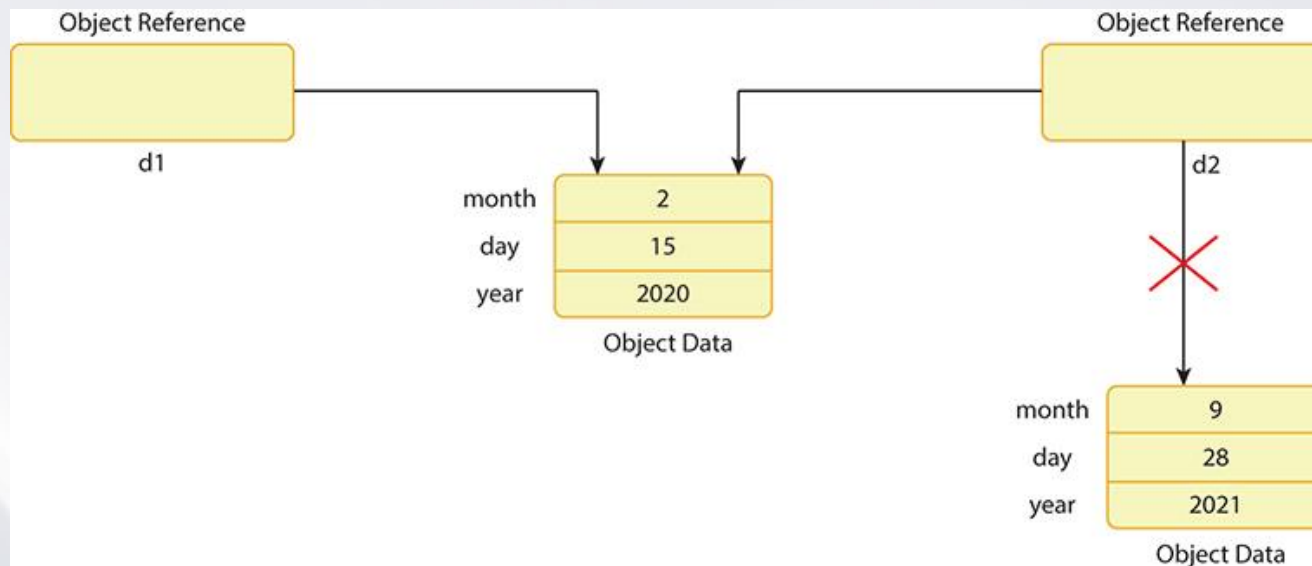 Object Reference
Object Reference
d1
d2
month 2
day 15
year 2020
Object Data
month 9
day 28
year 2021
Object Data